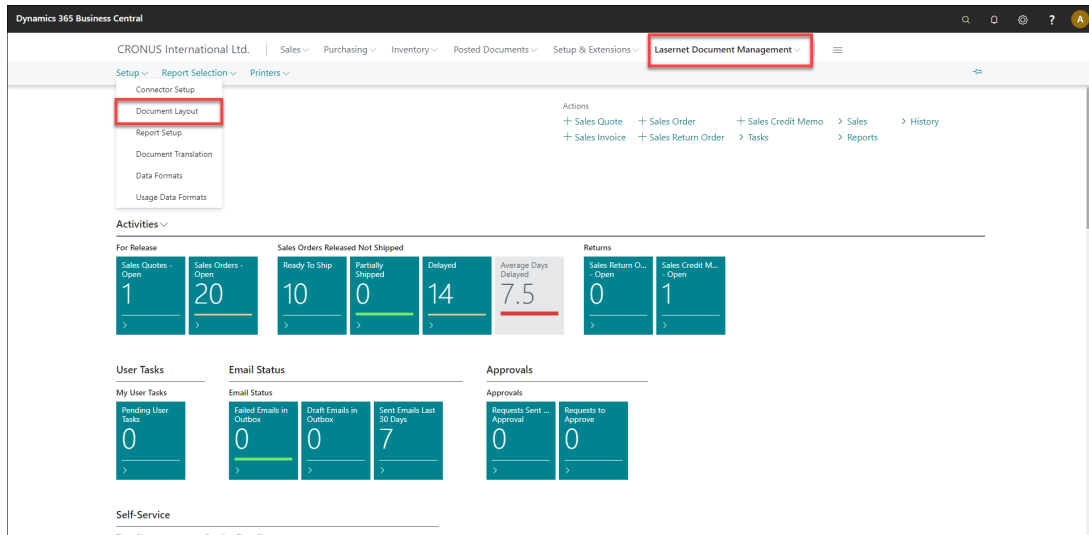 Dynamics 365 Business Central
?
A
CRONUS International Ltd. Sales Purchasing Inventory Posted Documents Setup & Extensions Lasernet Document Management
Setup Report Selection Printers
Connector Setup
Document Layout
Report Setup
Document Translation
Data Formats
Usage Data Formats
Actions
+ Sales Quote + Sales Order + Sales Credit Memo > Sales > History
+ Sales Invoice + Sales Return Order > Tasks > Reports
Activities
For Release Sales Orders Released Not Shipped Returns
Sales Quotes - Open
1
Sales Orders - Open
20
Ready To Ship
10
Partially Shipped
0
Delayed
14
Average Days Delayed
7.5
Sales Return O... - Open
0
Sales Credit M... - Open
1
User Tasks Email Status Approvals
My User Tasks Email Status Approvals
Pending User Tasks
0
Failed Emails in Outbox
0
Draft Emails in Outbox
0
Sent Emails Last 30 Days
7
Requests Sent ... Approval
0
Requests to Approve
0
Self-Service